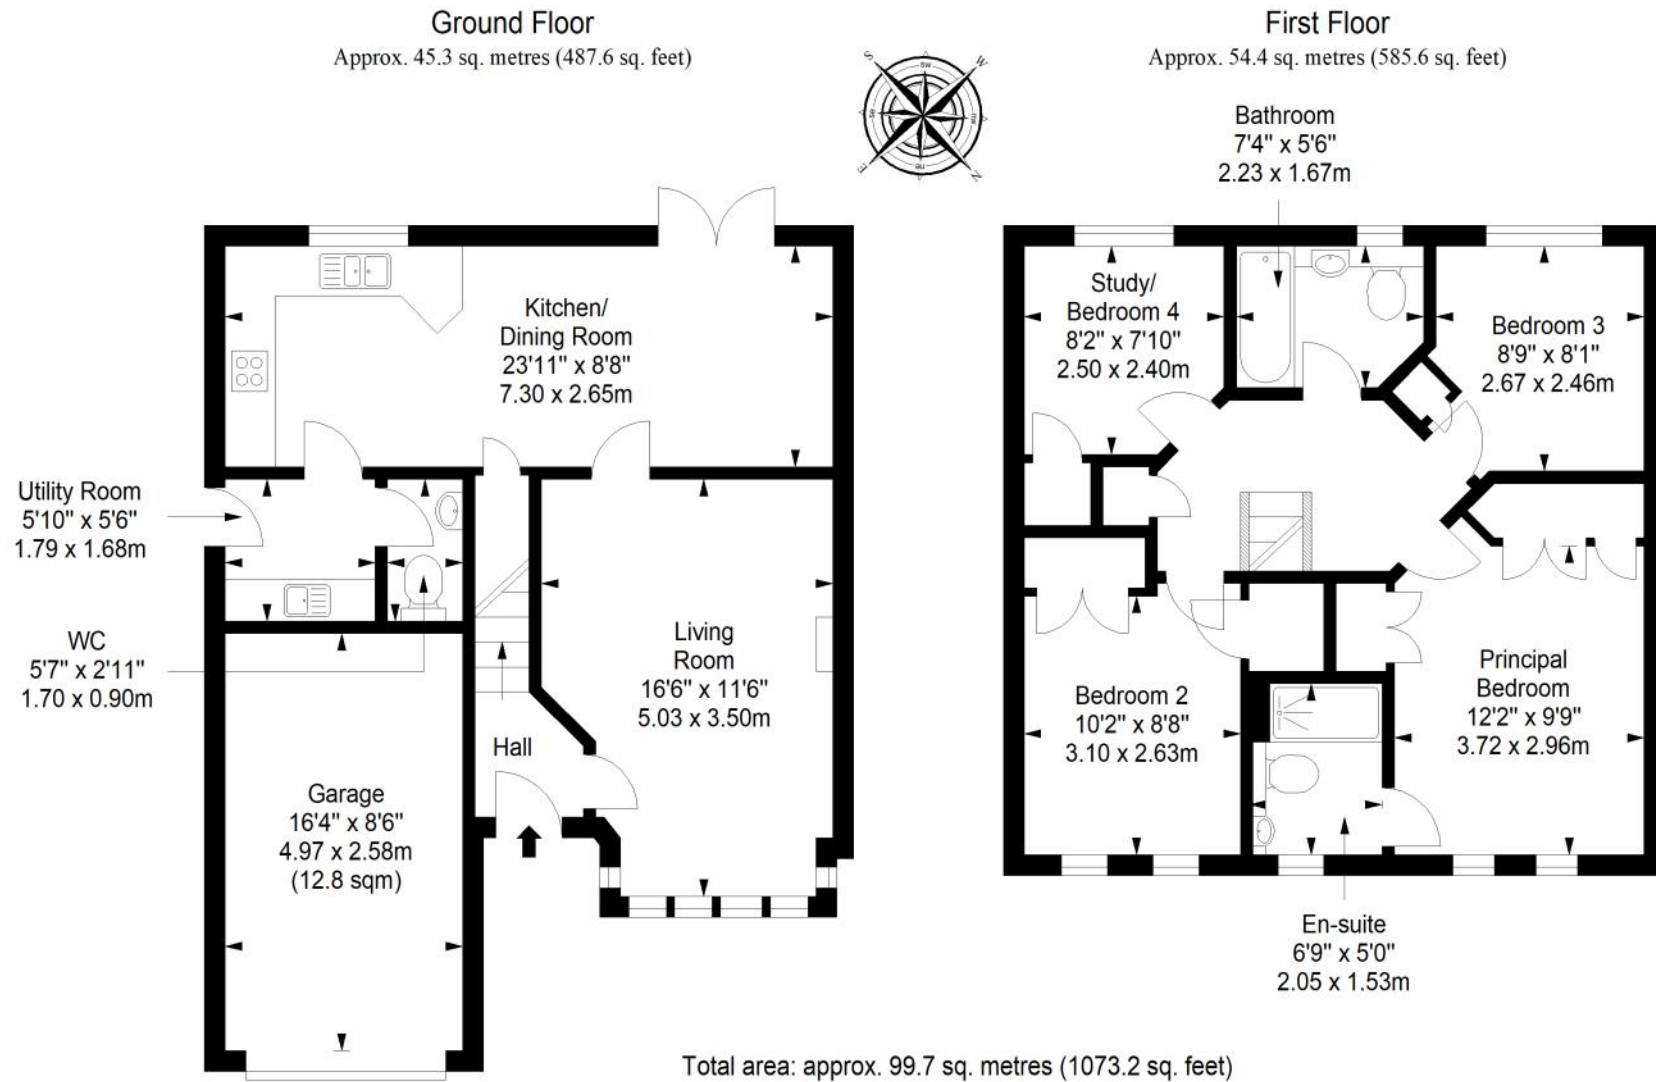 Ground Floor
Approx. 45.3 sq. metres (487.6 sq. feet)
S
W
E
N
sw
se
nw
ne
First Floor
Approx. 54.4 sq. metres (585.6 sq. feet)
Kitchen/
Dining Room
23'11" x 8'8"
7.30 x 2.65m
Utility Room
5'10" x 5'6"
1.79 x 1.68m
WC
5'7" x 2'11"
1.70 x 0.90m
Living
Room
16'6" x 11'6"
5.03 x 3.50m
Hall
Garage
16'4" x 8'6"
4.97 x 2.58m
(12.8 sqm)
Bathroom
7'4" x 5'6"
2.23 x 1.67m
Study/
Bedroom 4
8'2" x 7'10"
2.50 x 2.40m
Bedroom 3
8'9" x 8'1"
2.67 x 2.46m
Bedroom 2
10'2" x 8'8"
3.10 x 2.63m
Principal
Bedroom
12'2" x 9'9"
3.72 x 2.96m
En-suite
6'9" x 5'0"
2.05 x 1.53m
Total area: approx. 99.7 sq. metres (1073.2 sq. feet)